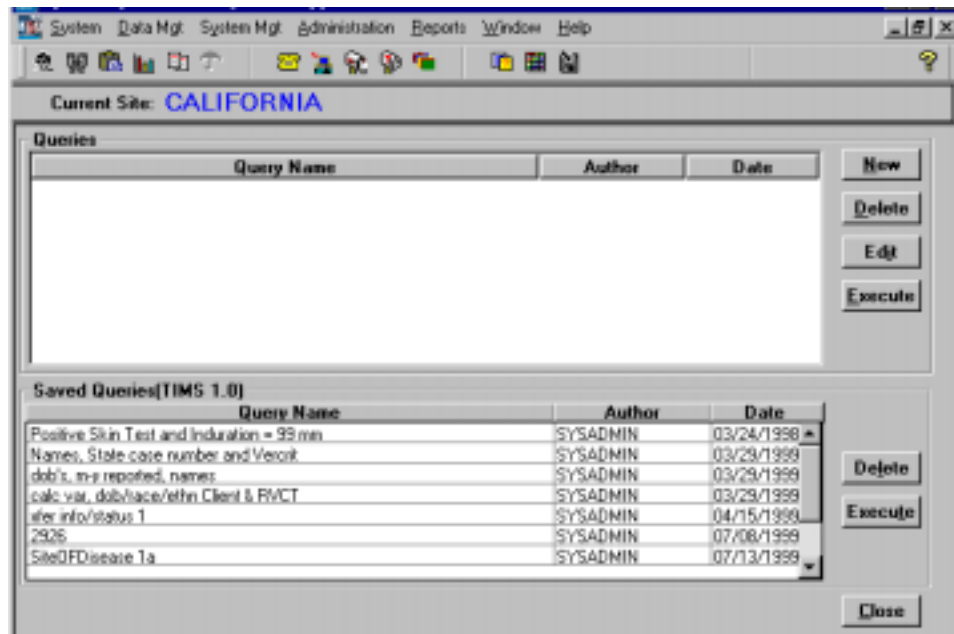 System Data Mgt System Mgt Administration Reports Window Help
Current Site: CALIFORNIA
Queries
Query Name Author Date
New
Delete
Edit
Execute
Saved Queries(TIMS 1.0)
Query Name Author Date
Positive Skin Test and Induration = 99 mm SYSADMIN 03/24/1998
Names, State case number and Vercrit SYSADMIN 03/29/1999
dob's, m-r reported, names SYSADMIN 03/29/1999
calc var, dob/race/ethn Client & RVCT SYSADMIN 03/29/1999
xfer info/status 1 SYSADMIN 04/15/1999
2926 SYSADMIN 07/08/1999
SiteOFDisease 1a SYSADMIN 07/13/1999
Delete
Execute
Close